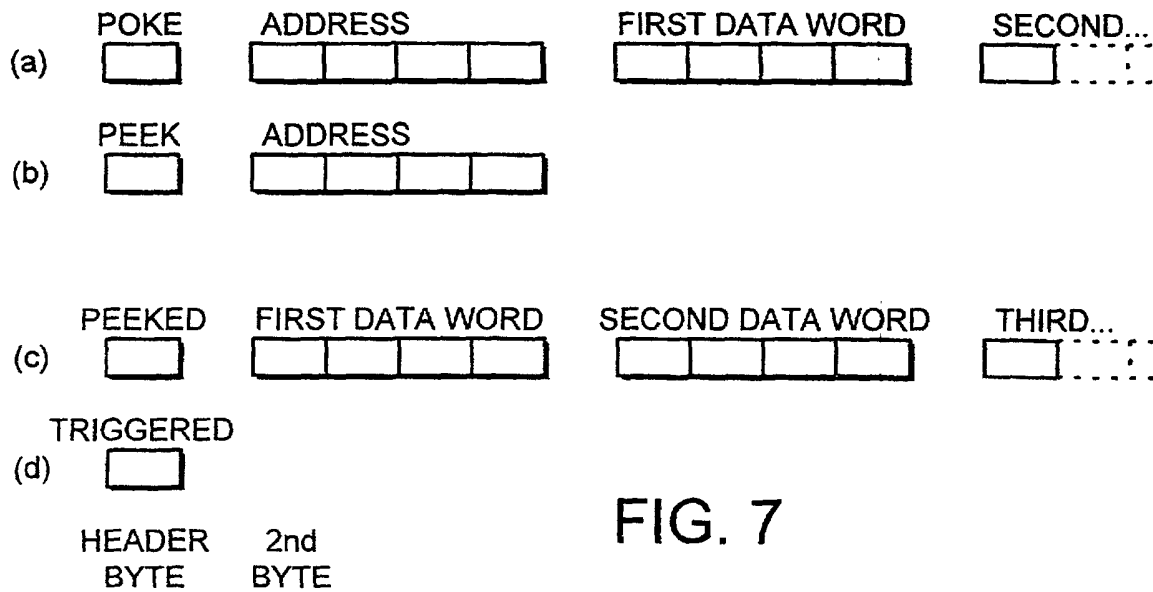 POKE ADDRESS FIRST DATA WORD SECOND...
(a)
PEEK ADDRESS
(b)
PEEKED FIRST DATA WORD SECOND DATA WORD THIRD...
(c)
TRIGGERED
(d)
HEADER BYTE
2nd BYTE
FIG. 7